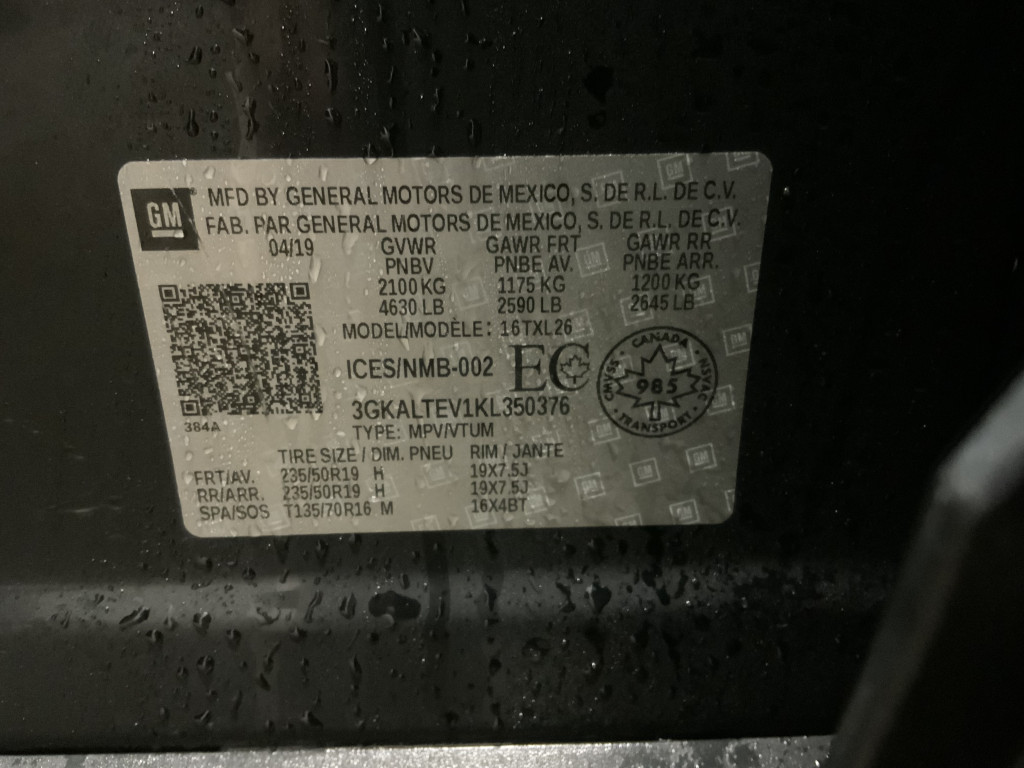 GM
MFD BY GENERAL MOTORS DE MEXICO, S. DE R.L. DE C.V.
FAB. PAR GENERAL MOTORS DE MEXICO, S. DE R.L. DE C.V.
04/19 GVWR GAWR FRT GAWR RR
PNBV PNBE AV. PNBE ARR.
2100 KG 1175 KG 1200 KG
4630 LB 2590 LB 2645 LB
MODEL/MODÈLE: 16TXL26
ICES/NMB-002 EC
CANADA
CMVSS 985 NSVAC
TRANSPORT
3GKALTEV1KL350376
384A
TYPE: MPV/VTUM
TIRE SIZE / DIM. PNEU RIM / JANTE
FRT/AV. 235/50R19 H 19X7.5J
RR/ARR. 235/50R19 H 19X7.5J
SPA/SOS T135/70R16 M 16X4BT